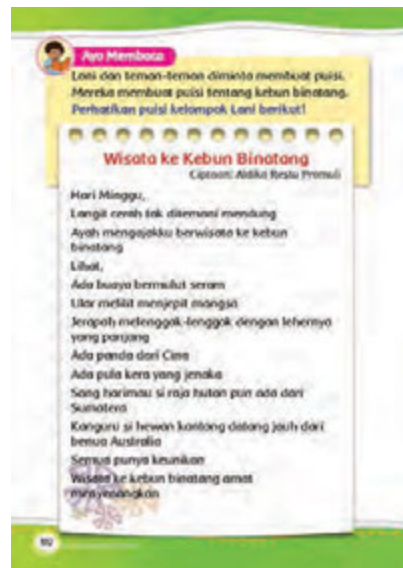 Ayo Membaca
Lani dan teman-teman diminta membuat puisi.
Mereka membuat puisi tentang kebun binatang.
Perhatikan puisi kelompok Lani berikut!
Wisata ke Kebun Binatang
Ciptaan: Aldika Restu Pramuli
Hari Minggu,
Langit cerah tak ditemani mendung
Ayah mengajakku berwisata ke kebun
binatang
Lihat,
Ada buaya bermulut seram
Ular melilit menjepit mangsa
Jerapah melenggak-lenggok dengan lehernya
yang panjang
Ada panda dari Cina
Ada pula kera yang jenaka
Sang harimau si raja hutan pun ada dari
Sumatera
Kanguru si hewan kantong datang jauh dari
benua Australia
Semua punya keunikan
Wisata ke kebun binatang amat
menyenangkan